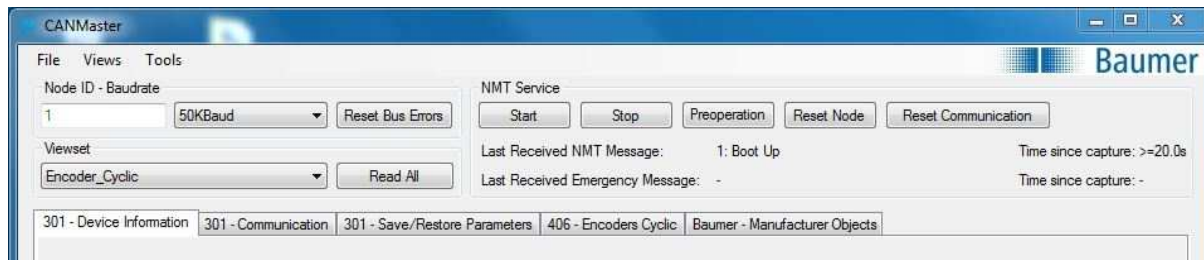 CANMaster
File Views Tools
Baumer
Node ID - Baudrate
1 50KBaud Reset Bus Errors
NMT Service
Start Stop Preoperation Reset Node Reset Communication
Last Received NMT Message: 1: Boot Up Time since capture: >=20.0s
Last Received Emergency Message: - Time since capture: -
Viewset
Encoder_Cyclic Read All
301 - Device Information 301 - Communication 301 - Save/Restore Parameters 406 - Encoders Cyclic Baumer - Manufacturer Objects